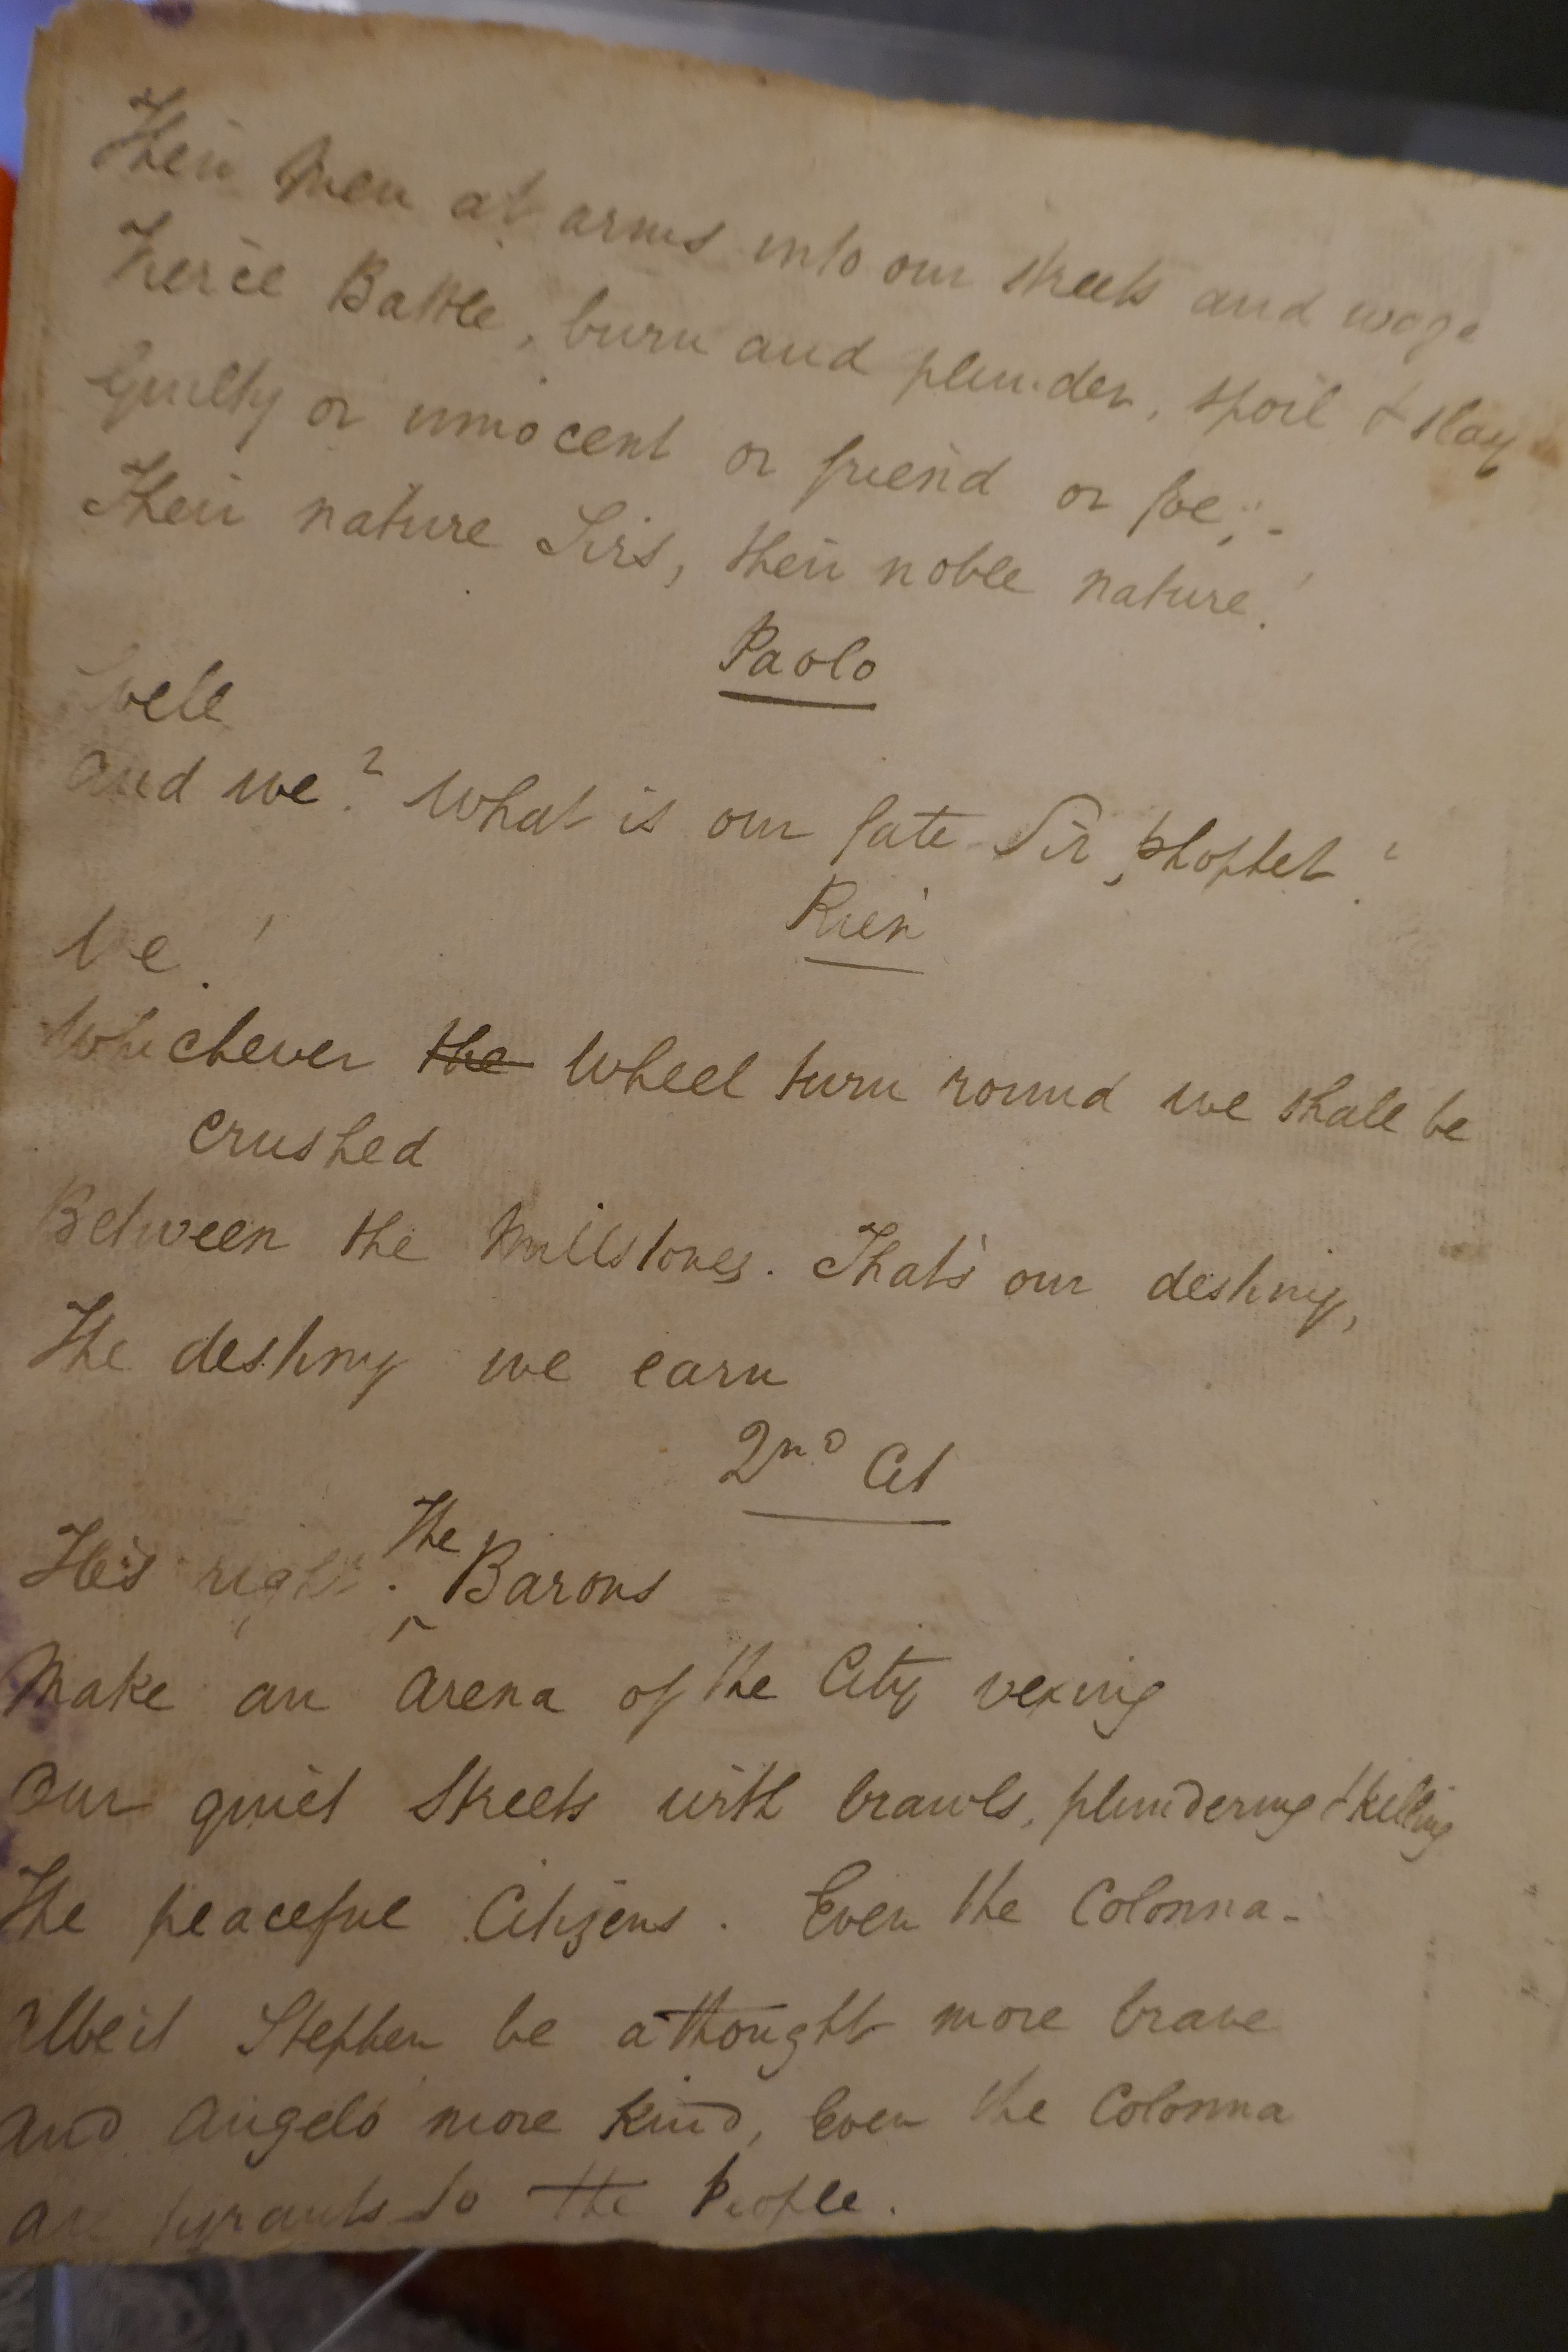 Their Men at arms into our streets and wage
Fierce Battle, burn and plunder, spoil & slay
Guilty or innocent or friend or foe;-
Their nature Sirs, their noble nature!
Paolo
Well
And we? What is our fate Sir, prophet?
Rien
We!
Whichever the Wheel turn round we shall be
crushed
Between the Millstones. That's our destiny,
The destiny we earn
2nd Cit
He's right. The Barons
Make an Arena of the City vexing
Our quiet Streets with brawls, plundering & killing
The peaceful Citizens. Even the Colonna-
Albeit Stephen be a thought more brave
And Angelo more kind, Even the Colonna
Are tyrants to the People.